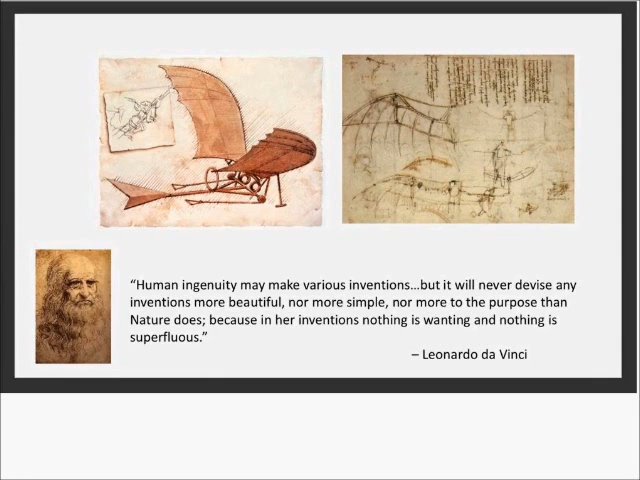 “Human ingenuity may make various inventions…but it will never devise any
inventions more beautiful, nor more simple, nor more to the purpose than
Nature does; because in her inventions nothing is wanting and nothing is
superfluous.”
– Leonardo da Vinci